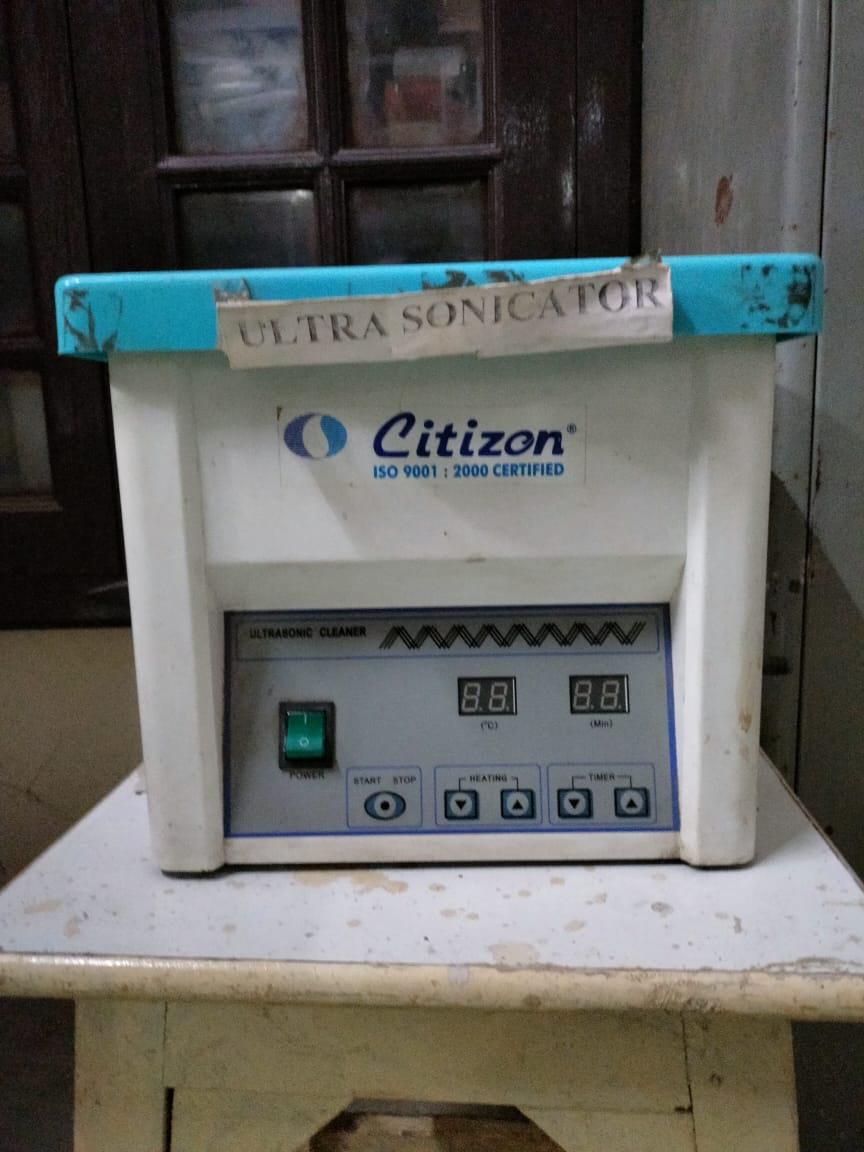 ULTRA SONICATOR
Citizon®
ISO 9001 : 2000 CERTIFIED
ULTRASONIC CLEANER
88. 88.
(°C) (Min)
POWER
START STOP
HEATING
TIMER